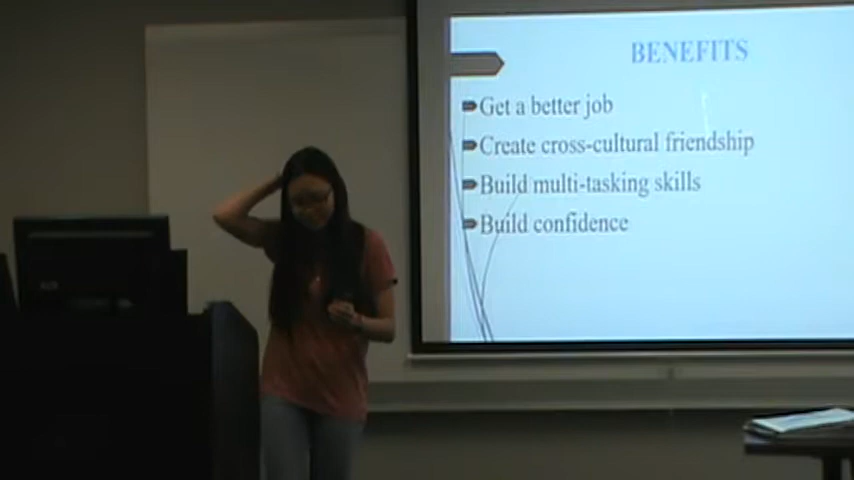 BENEFITS
Get a better job
Create cross-cultural friendship
Build multi-tasking skills
Build confidence